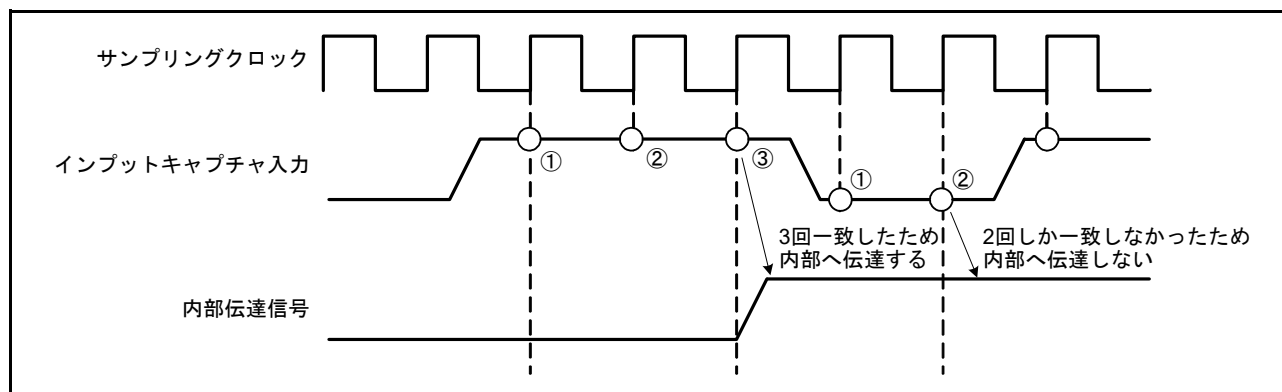 サンプリングクロック
インプットキャプチャ入力
①
②
③
①
②
3回一致したため
内部へ伝達する
2回しか一致しなかったため
内部へ伝達しない
内部伝達信号